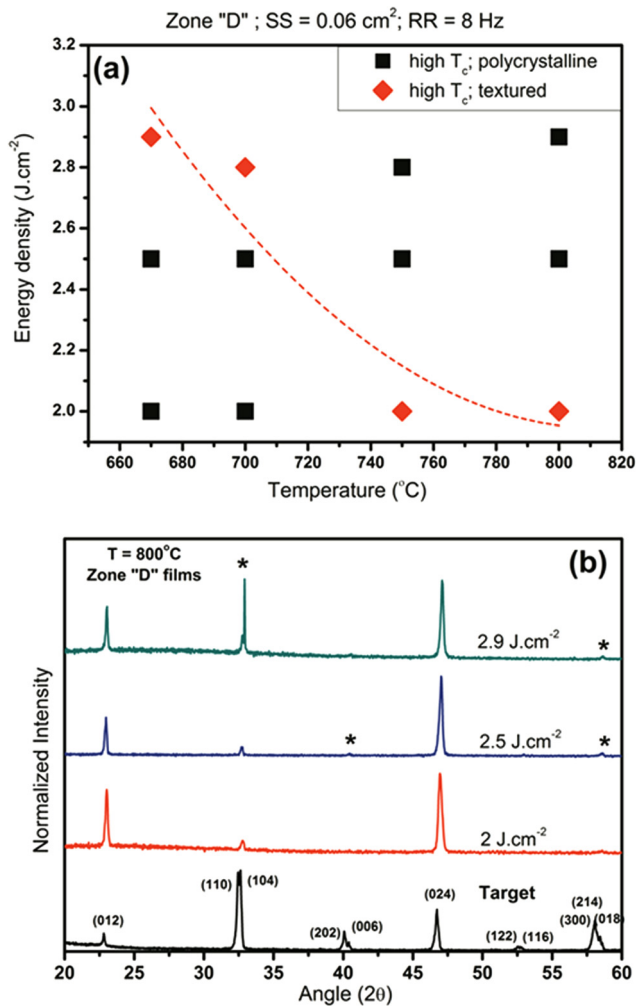 Zone "D" ; SS = 0.06 cm²; RR = 8 Hz
(a)
high Tc; polycrystalline
high Tc; textured
Energy density (J.cm⁻²)
3.2
3.0
2.8
2.6
2.4
2.2
2.0
660 680 700 720 740 760 780 800 820
Temperature (°C)
(b)
T = 800°C
Zone "D" films
*
2.9 J.cm⁻²
*
*
2.5 J.cm⁻²
*
2 J.cm⁻²
Normalized Intensity
Target
(012)
(110)
(104)
(202)
(006)
(024)
(122)
(116)
(214)
(300)
(018)
20 25 30 35 40 45 50 55 60
Angle (2θ)